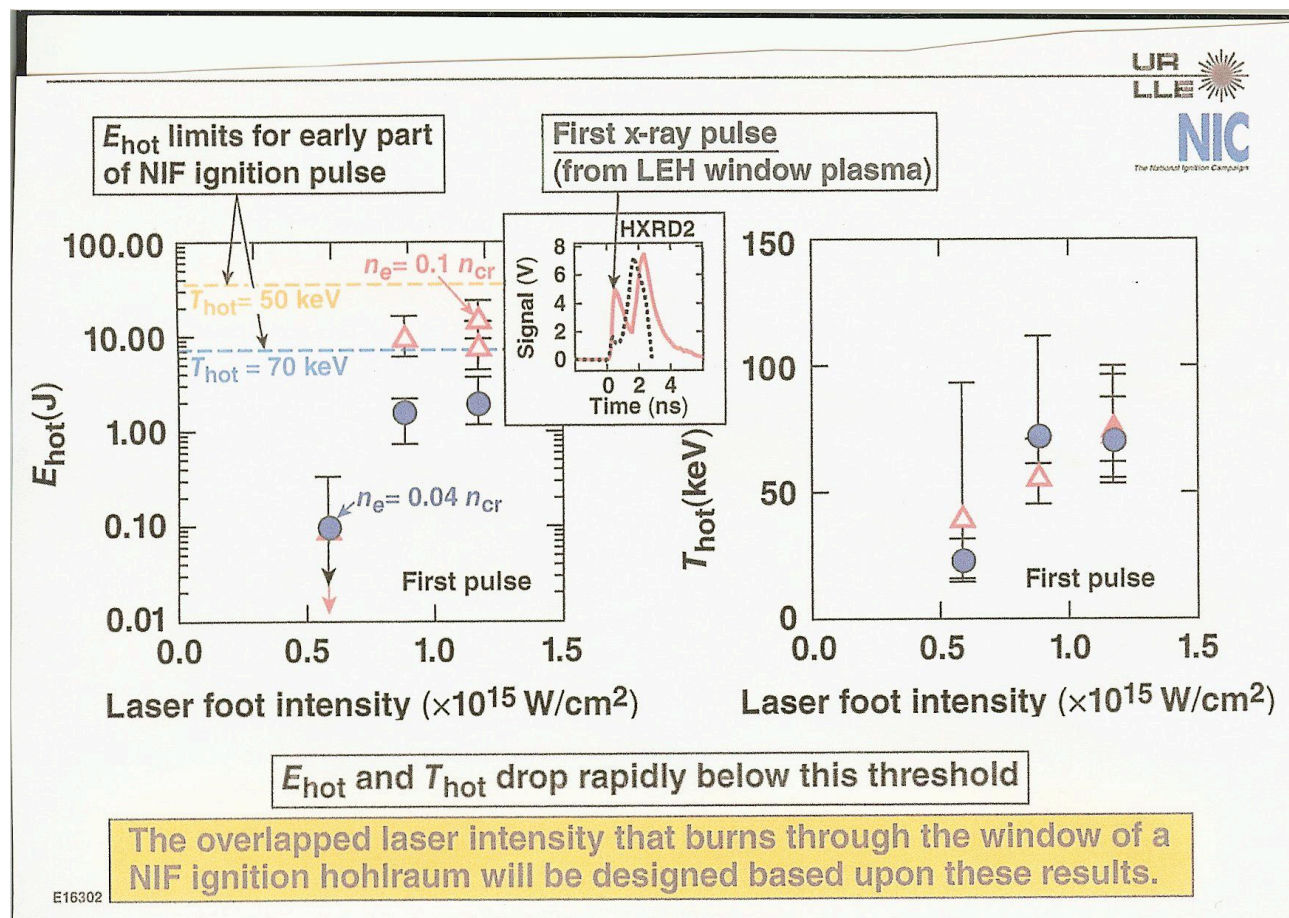 UR
LLE
NIC
The National Ignition Campaign
E_hot limits for early part
of NIF ignition pulse
First x-ray pulse
(from LEH window plasma)
100.00
10.00
1.00
0.10
0.01
E_hot(J)
T_hot= 50 keV
T_hot = 70 keV
n_e= 0.1 n_cr
n_e= 0.04 n_cr
First pulse
0.0 0.5 1.0 1.5
Laser foot intensity (×10^15 W/cm^2)
HXRD2
8
6
4
2
0
Signal (V)
0 2 4
Time (ns)
150
100
50
0
T_hot(keV)
First pulse
0.0 0.5 1.0 1.5
Laser foot intensity (×10^15 W/cm^2)
E_hot and T_hot drop rapidly below this threshold
The overlapped laser intensity that burns through the window of a
NIF ignition hohlraum will be designed based upon these results.
E16302